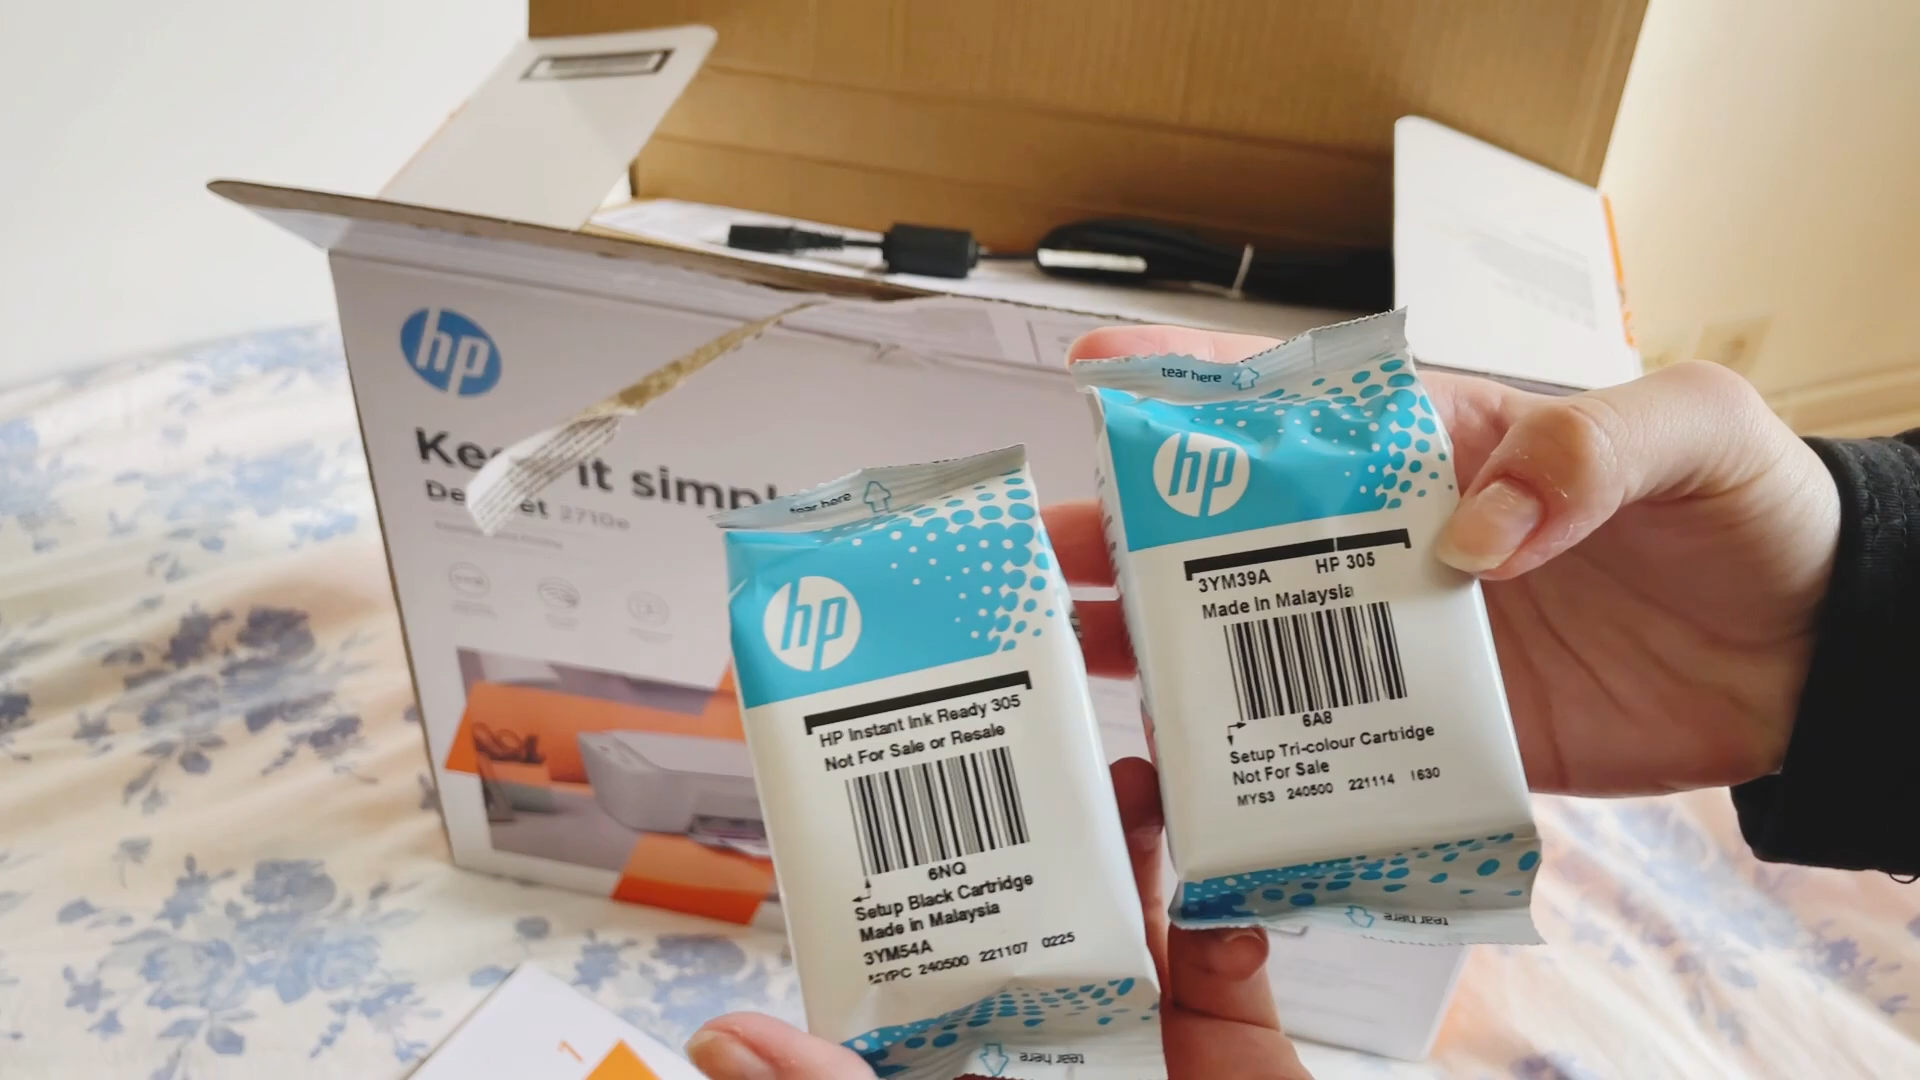 hp
Ke it simpl
De et 2710e
tear here
hp
HP Instant Ink Ready 305
Not For Sale or Resale
6NQ
Setup Black Cartridge
Made in Malaysia
3YM54A
MYPC 240500 221107 0225
tear here
tear here
hp
3YM39A HP 305
Made in Malaysia
6A8
Setup Tri-colour Cartridge
Not For Sale
MYS3 240500 221114 1630
tear here
1